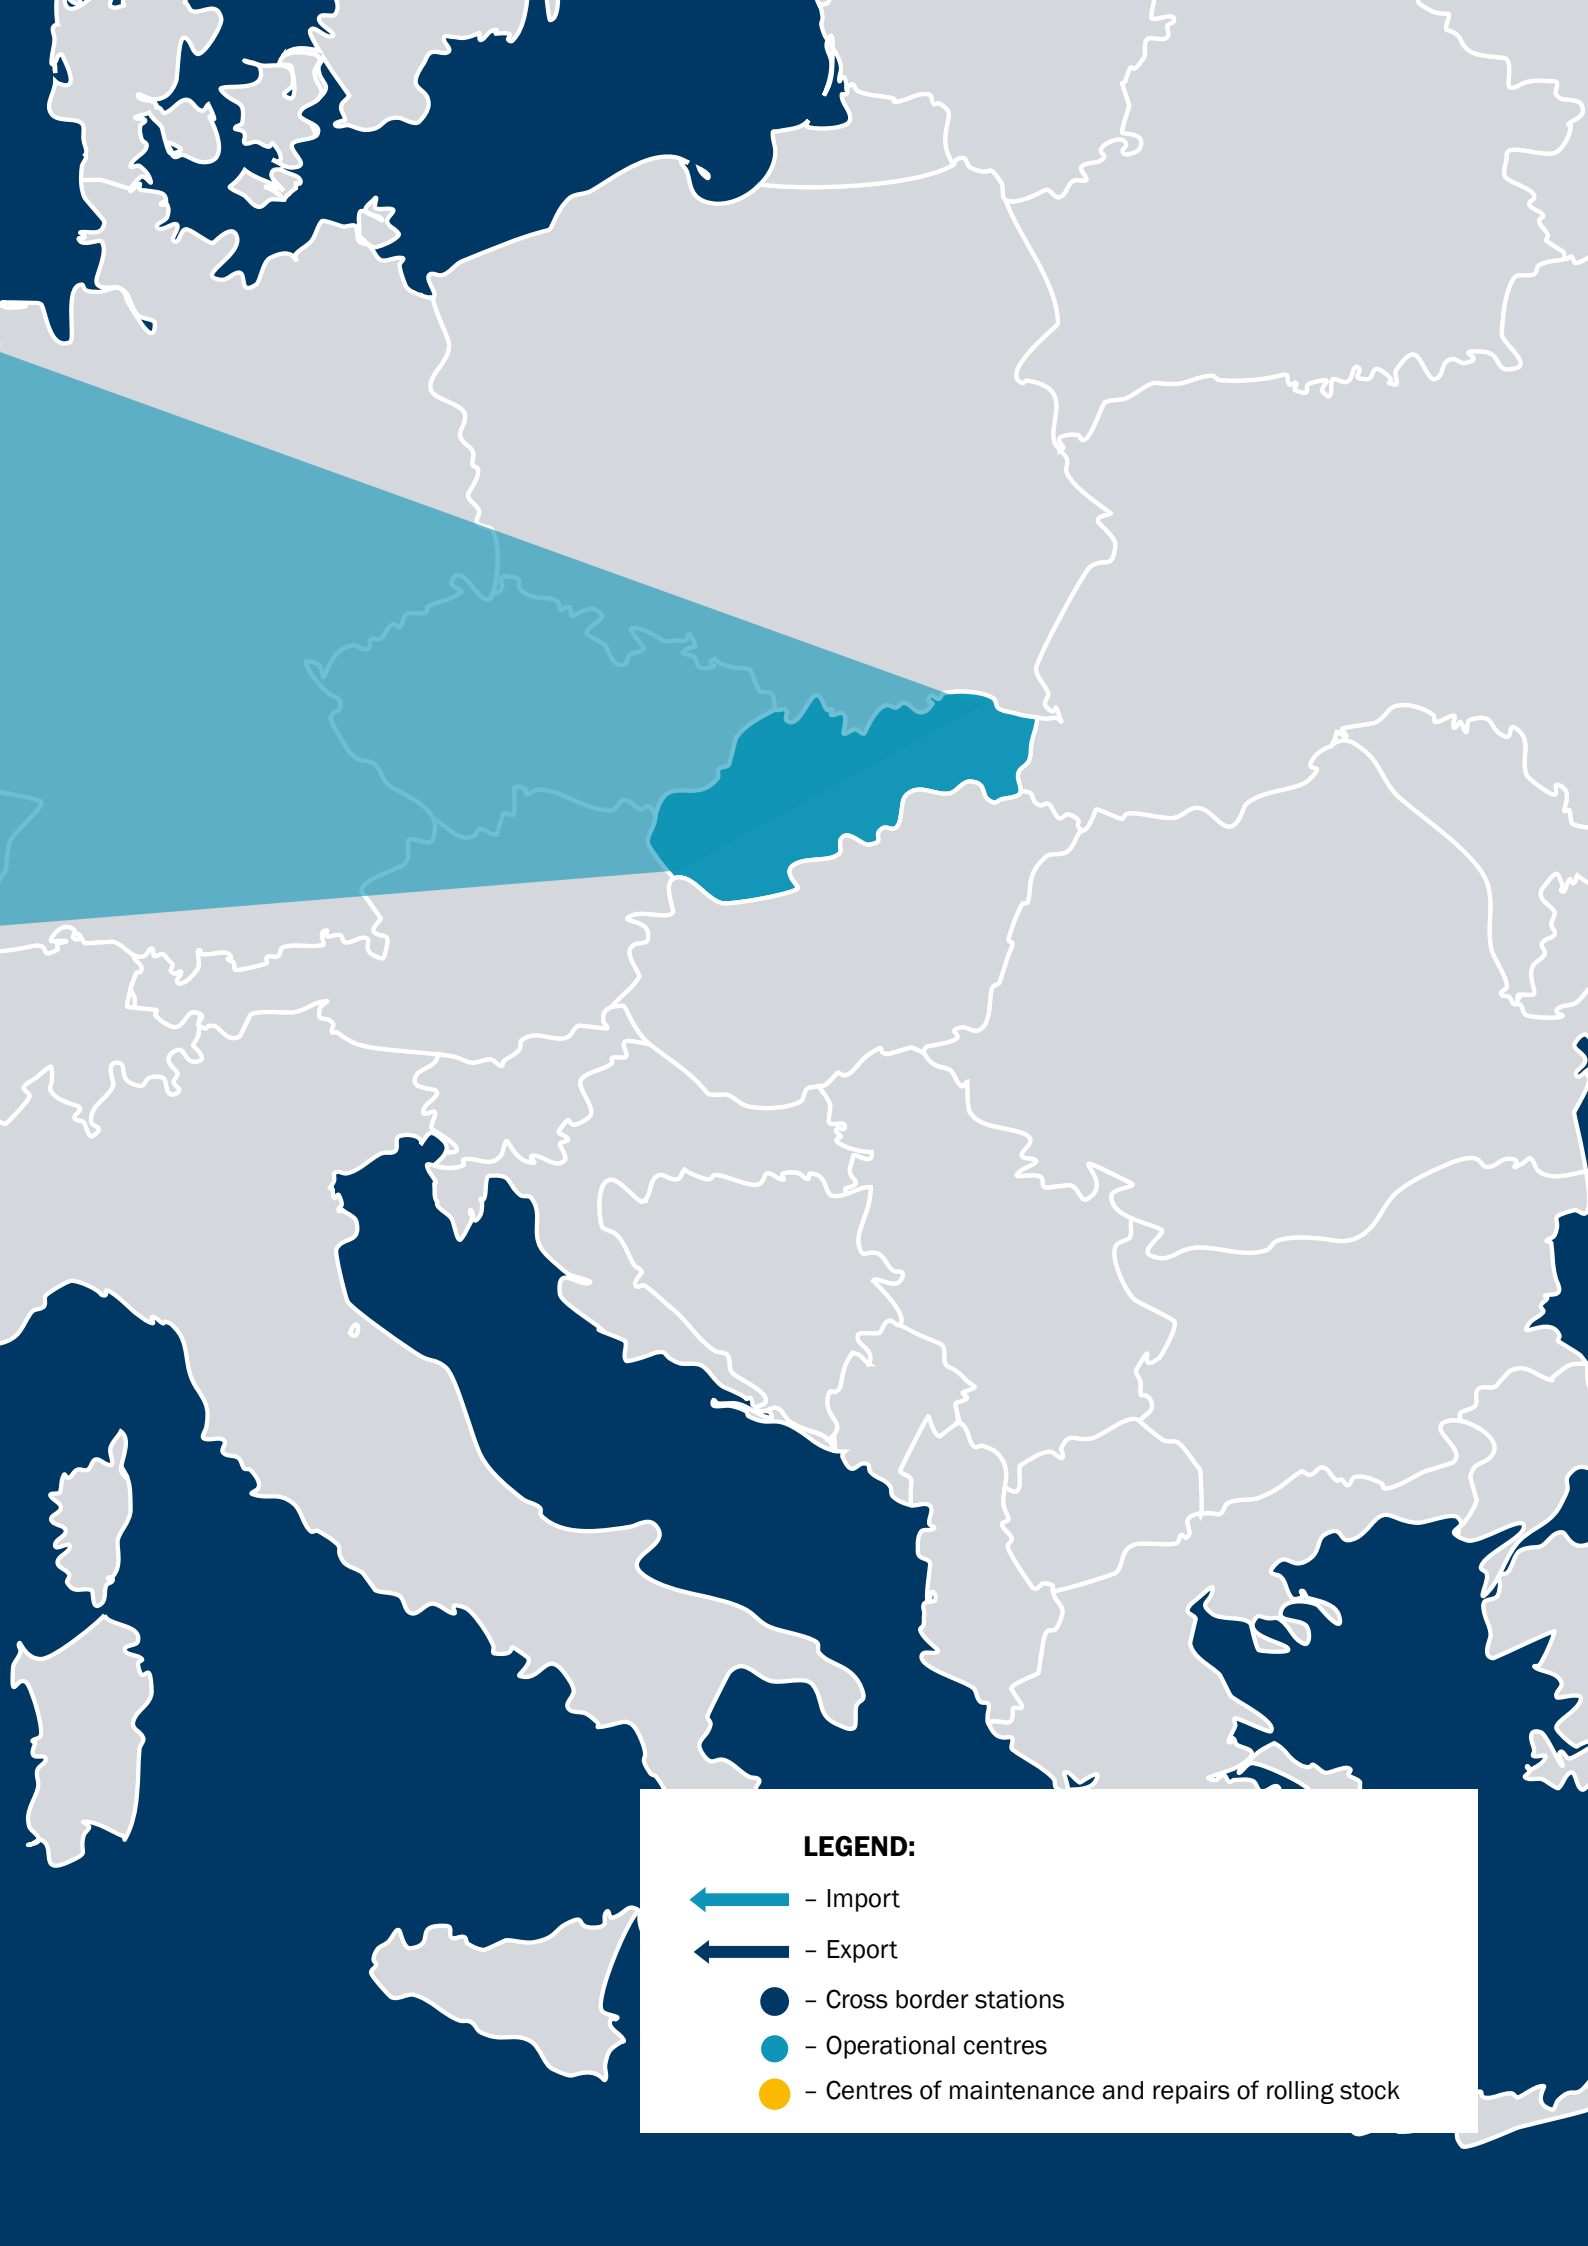 LEGEND:
– Import
– Export
– Cross border stations
– Operational centres
– Centres of maintenance and repairs of rolling stock